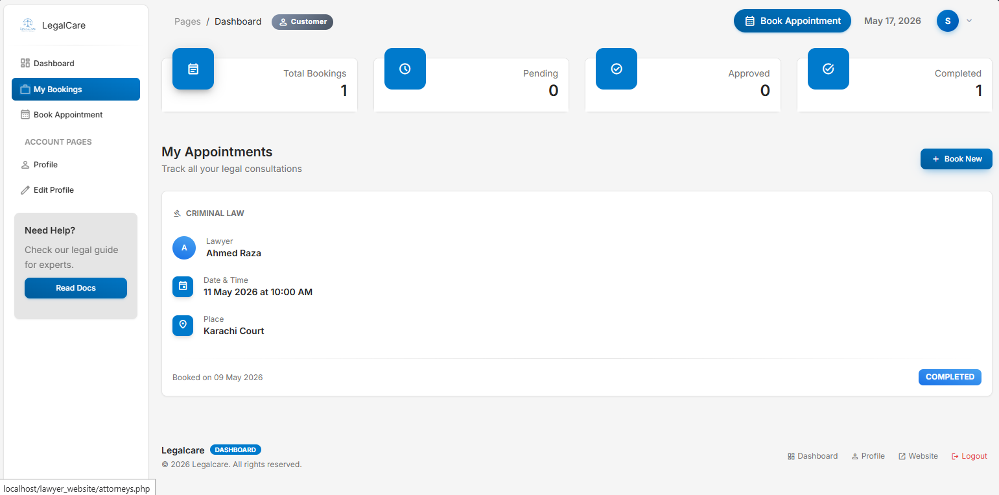 LegalCare
Dashboard
My Bookings
Book Appointment
ACCOUNT PAGES
Profile
Edit Profile
Need Help?
Check our legal guide
for experts.
Read Docs
Pages / Dashboard Customer
Book Appointment May 17, 2026 S
Total Bookings
1
Pending
0
Approved
0
Completed
1
My Appointments
Track all your legal consultations
+ Book New
CRIMINAL LAW
A
Lawyer
Ahmed Raza
Date & Time
11 May 2026 at 10:00 AM
Place
Karachi Court
Booked on 09 May 2026
COMPLETED
Legalcare DASHBOARD
© 2026 Legalcare. All rights reserved.
Dashboard Profile Website Logout
localhost/lawyer_website/attorneys.php